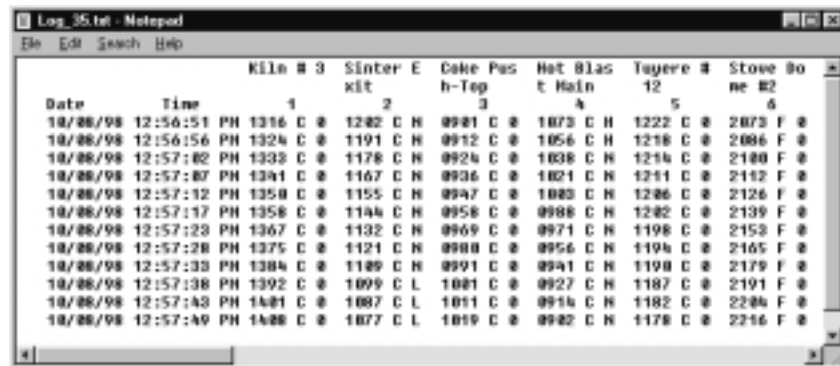 Log_35.txt - Notepad
File Edit Search Help
Kiln # 3 Sinter E Coke Pus Hot Blas Tuyere # Stove Do
xit h-Top t Main 12 me #2
Date Time 1 2 3 4 5 6
10/08/98 12:56:51 PM 1316 C 0 1202 C N 0901 C 0 1073 C H 1222 C 0 2073 F 0
10/08/98 12:56:56 PM 1324 C 0 1191 C N 0912 C 0 1056 C H 1218 C 0 2086 F 0
10/08/98 12:57:02 PM 1333 C 0 1178 C N 0924 C 0 1038 C N 1214 C 0 2100 F 0
10/08/98 12:57:07 PM 1341 C 0 1167 C N 0936 C 0 1021 C N 1211 C 0 2112 F 0
10/08/98 12:57:12 PM 1350 C 0 1155 C N 0947 C 0 1003 C N 1206 C 0 2126 F 0
10/08/98 12:57:17 PM 1358 C 0 1144 C N 0958 C 0 0988 C N 1202 C 0 2139 F 0
10/08/98 12:57:23 PM 1367 C 0 1132 C N 0969 C 0 0971 C N 1198 C 0 2153 F 0
10/08/98 12:57:28 PM 1375 C 0 1121 C N 0980 C 0 0956 C N 1194 C 0 2165 F 0
10/08/98 12:57:33 PM 1384 C 0 1109 C N 0991 C 0 0941 C N 1190 C 0 2179 F 0
10/08/98 12:57:38 PM 1392 C 0 1099 C L 1001 C 0 0927 C N 1187 C 0 2191 F 0
10/08/98 12:57:43 PM 1401 C 0 1087 C L 1011 C 0 0914 C N 1182 C 0 2204 F 0
10/08/98 12:57:49 PM 1408 C 0 1077 C L 1019 C 0 0902 C N 1178 C 0 2216 F 0